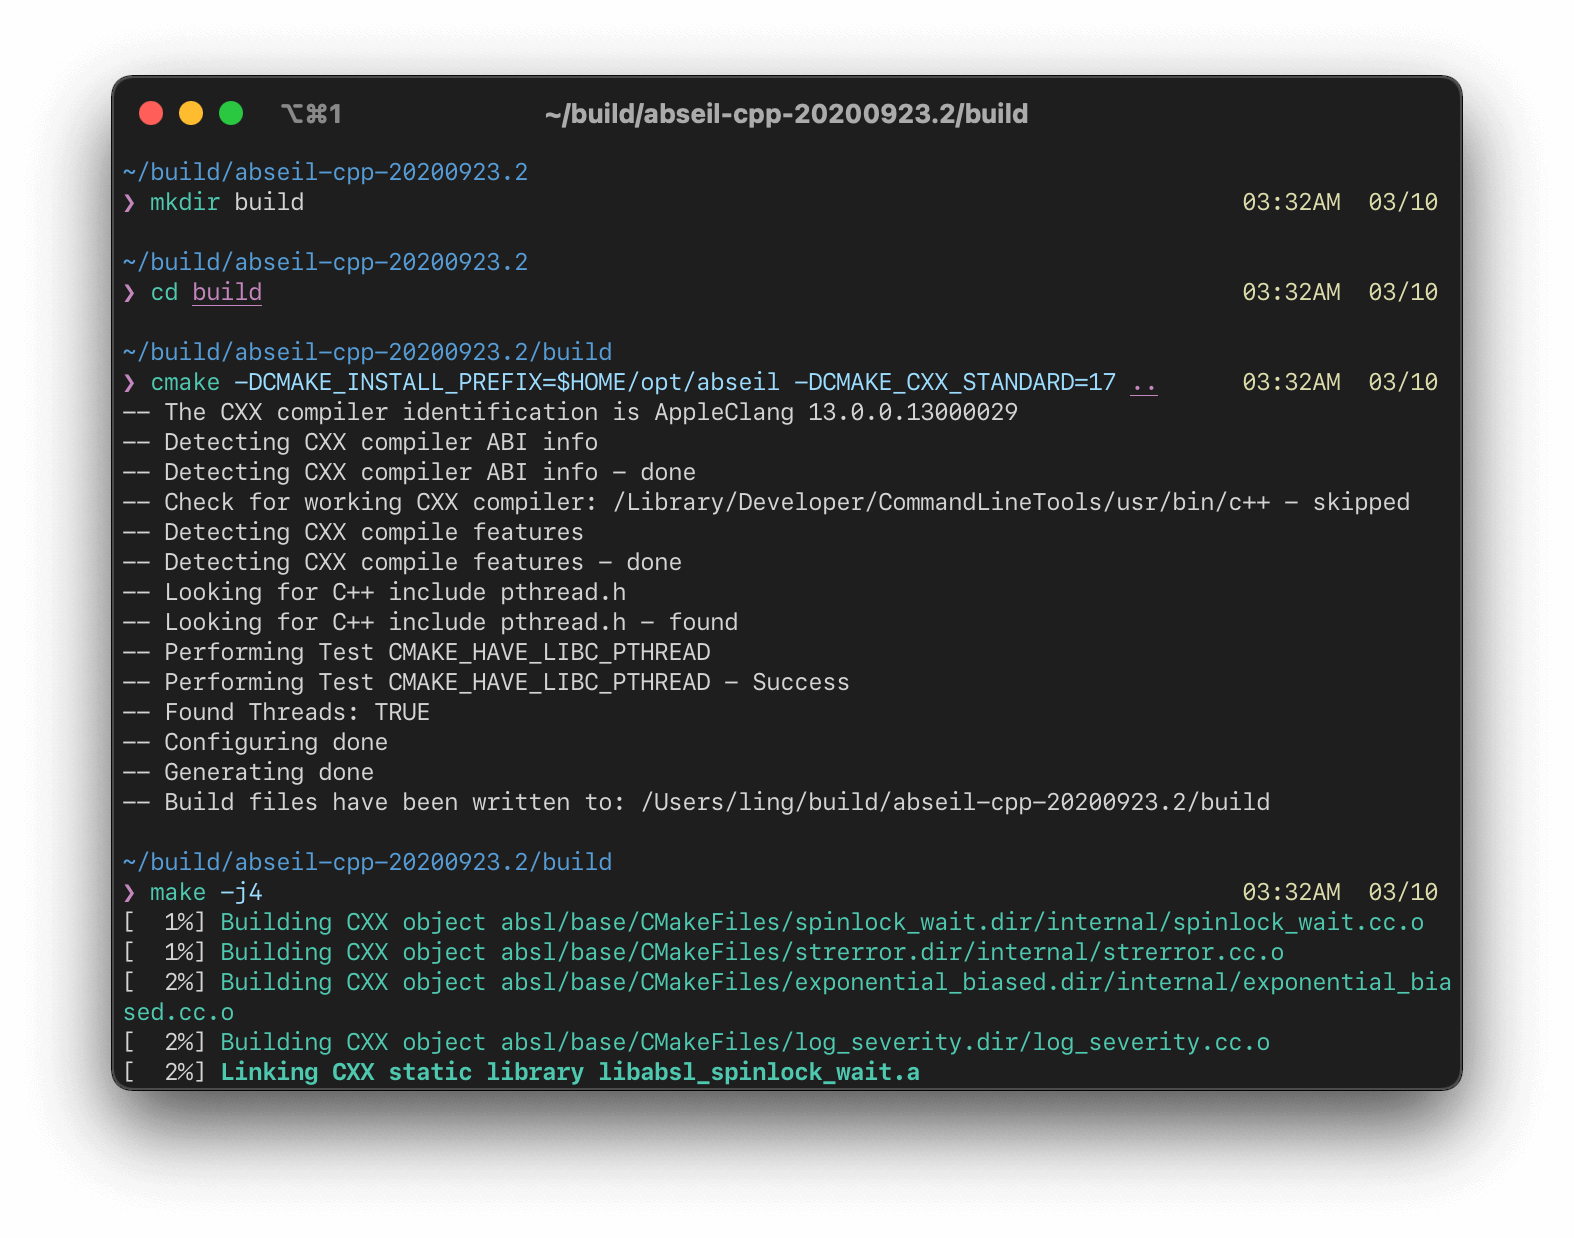 ⌥⌘1 ~/build/abseil-cpp-20200923.2/build
~/build/abseil-cpp-20200923.2
❯ mkdir build 03:32AM 03/10
~/build/abseil-cpp-20200923.2
❯ cd build 03:32AM 03/10
~/build/abseil-cpp-20200923.2/build
❯ cmake -DCMAKE_INSTALL_PREFIX=$HOME/opt/abseil -DCMAKE_CXX_STANDARD=17 .. 03:32AM 03/10
-- The CXX compiler identification is AppleClang 13.0.0.13000029
-- Detecting CXX compiler ABI info
-- Detecting CXX compiler ABI info - done
-- Check for working CXX compiler: /Library/Developer/CommandLineTools/usr/bin/c++ - skipped
-- Detecting CXX compile features
-- Detecting CXX compile features - done
-- Looking for C++ include pthread.h
-- Looking for C++ include pthread.h - found
-- Performing Test CMAKE_HAVE_LIBC_PTHREAD
-- Performing Test CMAKE_HAVE_LIBC_PTHREAD - Success
-- Found Threads: TRUE
-- Configuring done
-- Generating done
-- Build files have been written to: /Users/ling/build/abseil-cpp-20200923.2/build
~/build/abseil-cpp-20200923.2/build
❯ make -j4 03:32AM 03/10
[  1%] Building CXX object absl/base/CMakeFiles/spinlock_wait.dir/internal/spinlock_wait.cc.o
[  1%] Building CXX object absl/base/CMakeFiles/strerror.dir/internal/strerror.cc.o
[  2%] Building CXX object absl/base/CMakeFiles/exponential_biased.dir/internal/exponential_bia
sed.cc.o
[  2%] Building CXX object absl/base/CMakeFiles/log_severity.dir/log_severity.cc.o
[  2%] Linking CXX static library libabsl_spinlock_wait.a